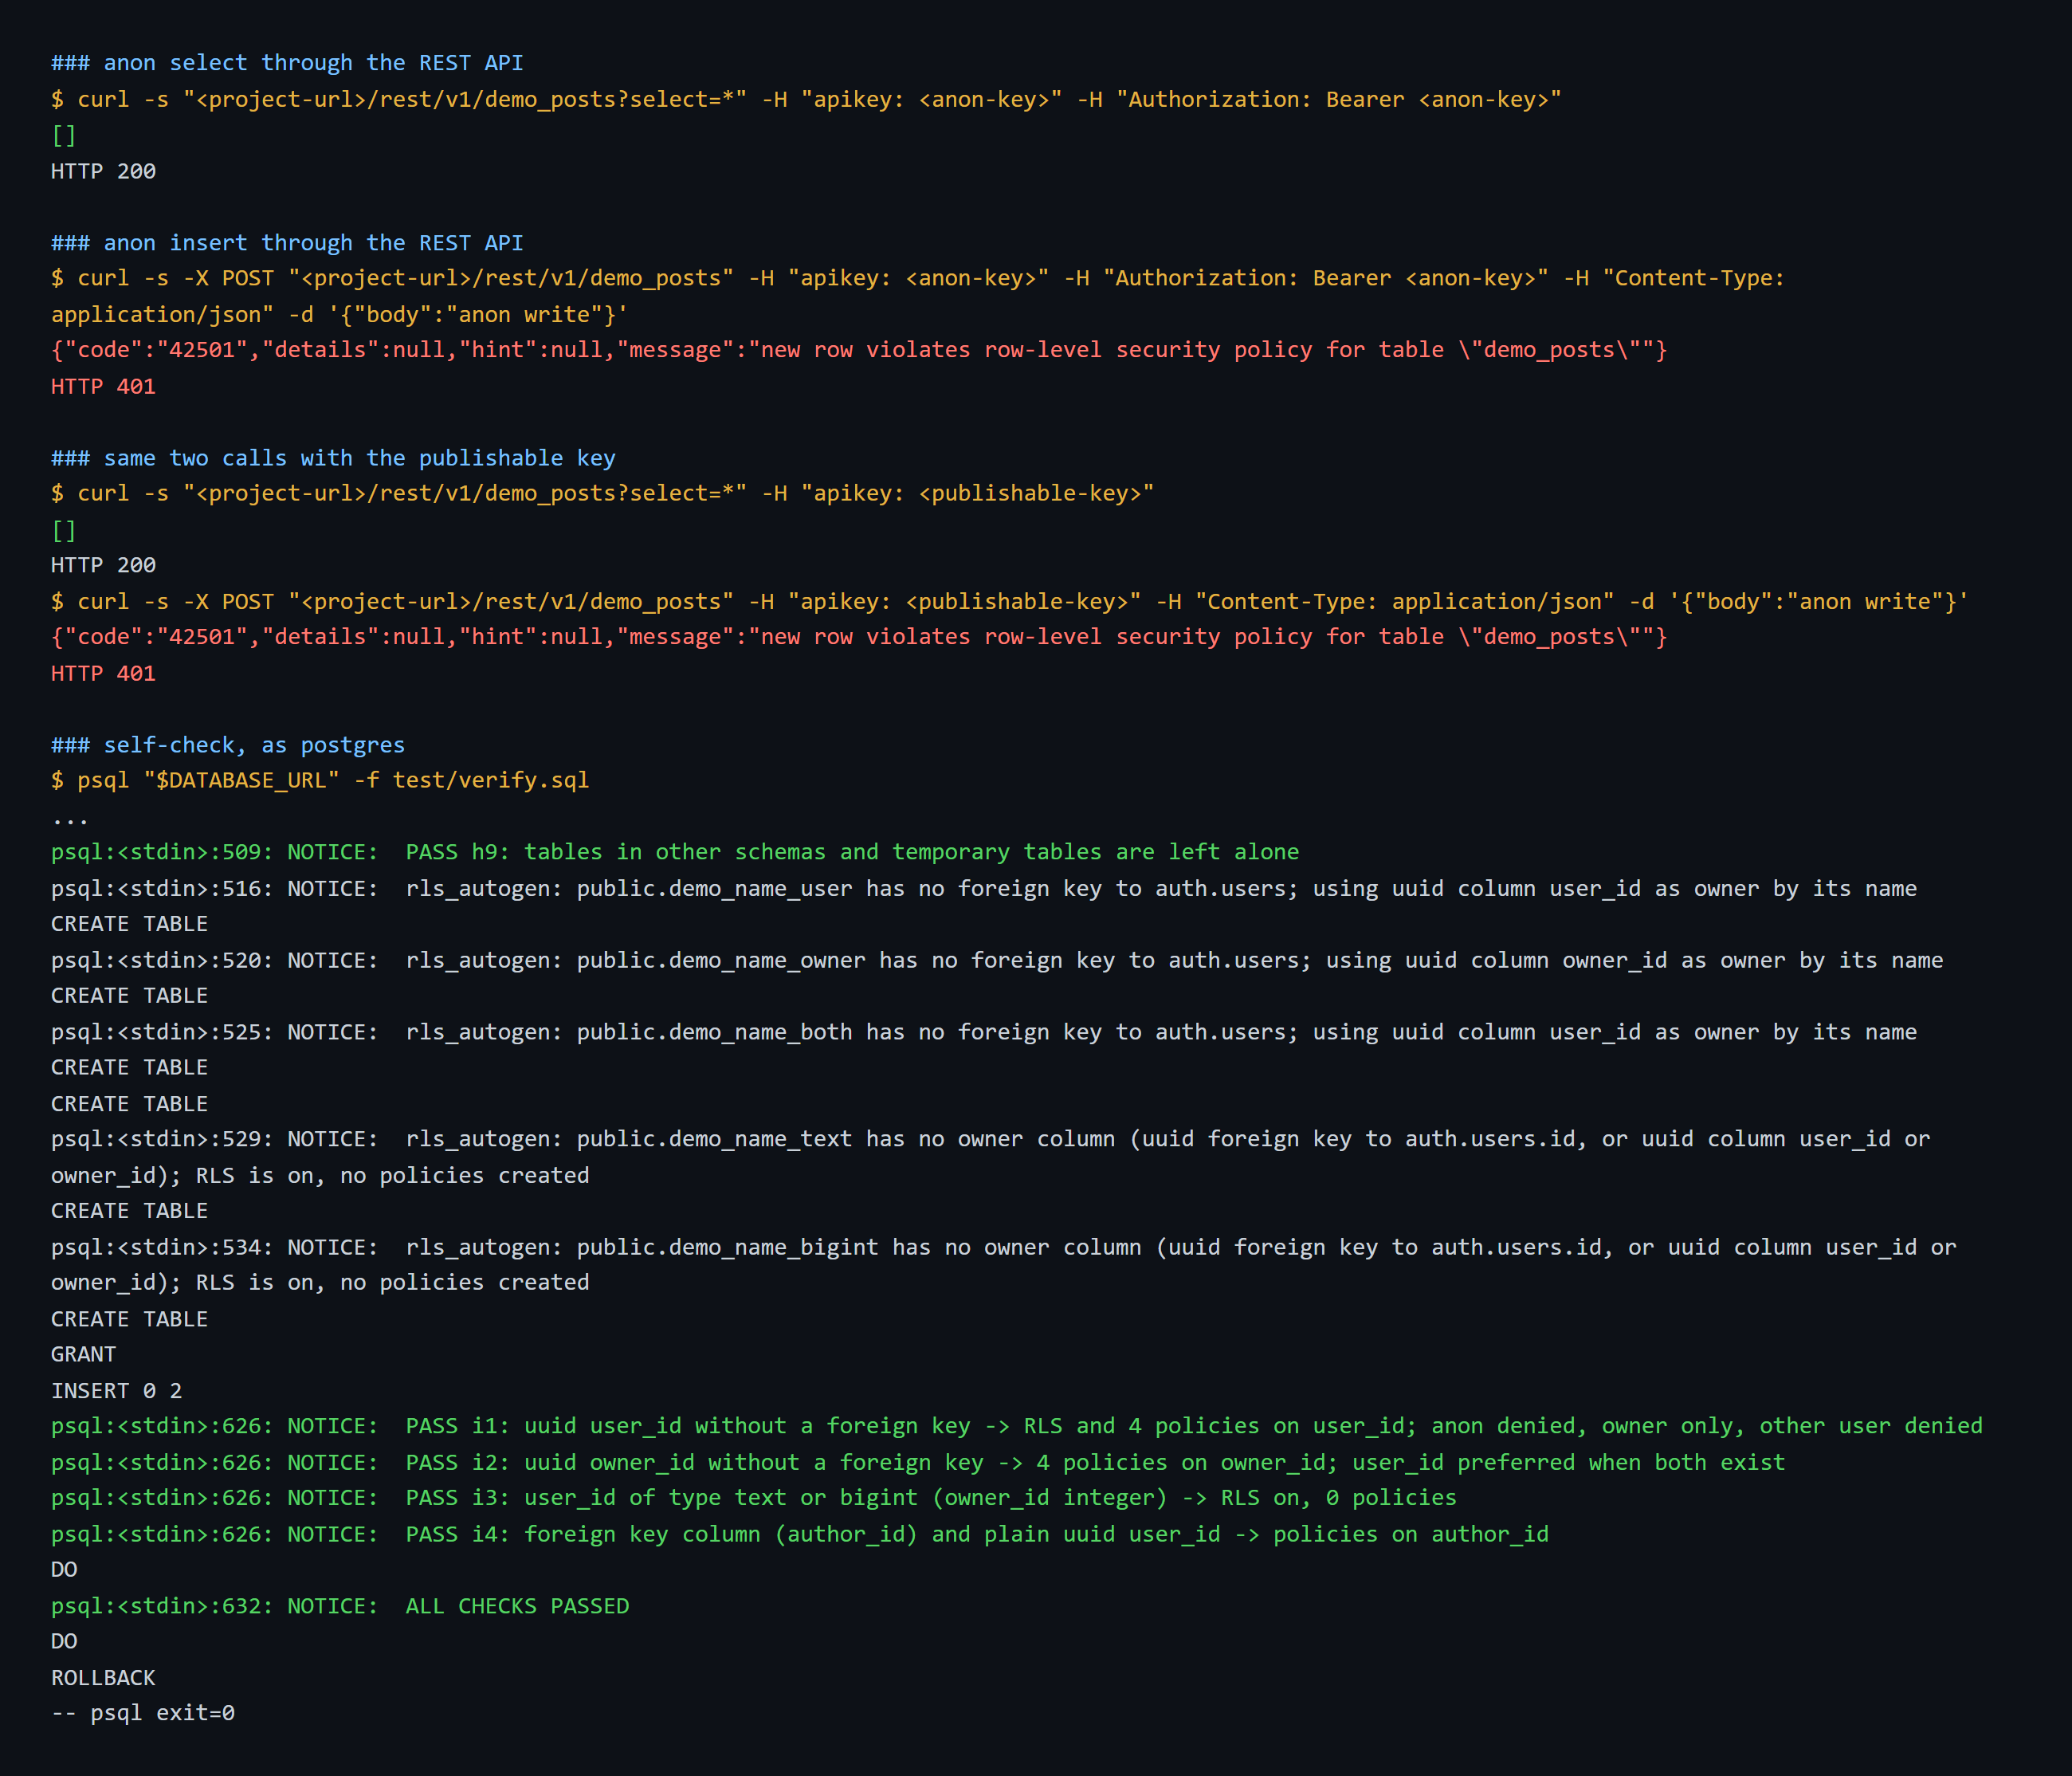 ### anon select through the REST API
$ curl -s "<project-url>/rest/v1/demo_posts?select=*" -H "apikey: <anon-key>" -H "Authorization: Bearer <anon-key>"
[]
HTTP 200
### anon insert through the REST API
$ curl -s -X POST "<project-url>/rest/v1/demo_posts" -H "apikey: <anon-key>" -H "Authorization: Bearer <anon-key>" -H "Content-Type:
application/json" -d '{"body":"anon write"}'
{"code":"42501","details":null,"hint":null,"message":"new row violates row-level security policy for table \"demo_posts\""}
HTTP 401
### same two calls with the publishable key
$ curl -s "<project-url>/rest/v1/demo_posts?select=*" -H "apikey: <publishable-key>"
[]
HTTP 200
$ curl -s -X POST "<project-url>/rest/v1/demo_posts" -H "apikey: <publishable-key>" -H "Content-Type: application/json" -d '{"body":"anon write"}'
{"code":"42501","details":null,"hint":null,"message":"new row violates row-level security policy for table \"demo_posts\""}
HTTP 401
### self-check, as postgres
$ psql "$DATABASE_URL" -f test/verify.sql
...
psql:<stdin>:509: NOTICE:  PASS h9: tables in other schemas and temporary tables are left alone
psql:<stdin>:516: NOTICE:  rls_autogen: public.demo_name_user has no foreign key to auth.users; using uuid column user_id as owner by its name
CREATE TABLE
psql:<stdin>:520: NOTICE:  rls_autogen: public.demo_name_owner has no foreign key to auth.users; using uuid column owner_id as owner by its name
CREATE TABLE
psql:<stdin>:525: NOTICE:  rls_autogen: public.demo_name_both has no foreign key to auth.users; using uuid column user_id as owner by its name
CREATE TABLE
CREATE TABLE
psql:<stdin>:529: NOTICE:  rls_autogen: public.demo_name_text has no owner column (uuid foreign key to auth.users.id, or uuid column user_id or
owner_id); RLS is on, no policies created
CREATE TABLE
psql:<stdin>:534: NOTICE:  rls_autogen: public.demo_name_bigint has no owner column (uuid foreign key to auth.users.id, or uuid column user_id or
owner_id); RLS is on, no policies created
CREATE TABLE
GRANT
INSERT 0 2
psql:<stdin>:626: NOTICE:  PASS i1: uuid user_id without a foreign key -> RLS and 4 policies on user_id; anon denied, owner only, other user denied
psql:<stdin>:626: NOTICE:  PASS i2: uuid owner_id without a foreign key -> 4 policies on owner_id; user_id preferred when both exist
psql:<stdin>:626: NOTICE:  PASS i3: user_id of type text or bigint (owner_id integer) -> RLS on, 0 policies
psql:<stdin>:626: NOTICE:  PASS i4: foreign key column (author_id) and plain uuid user_id -> policies on author_id
DO
psql:<stdin>:632: NOTICE:  ALL CHECKS PASSED
DO
ROLLBACK
-- psql exit=0